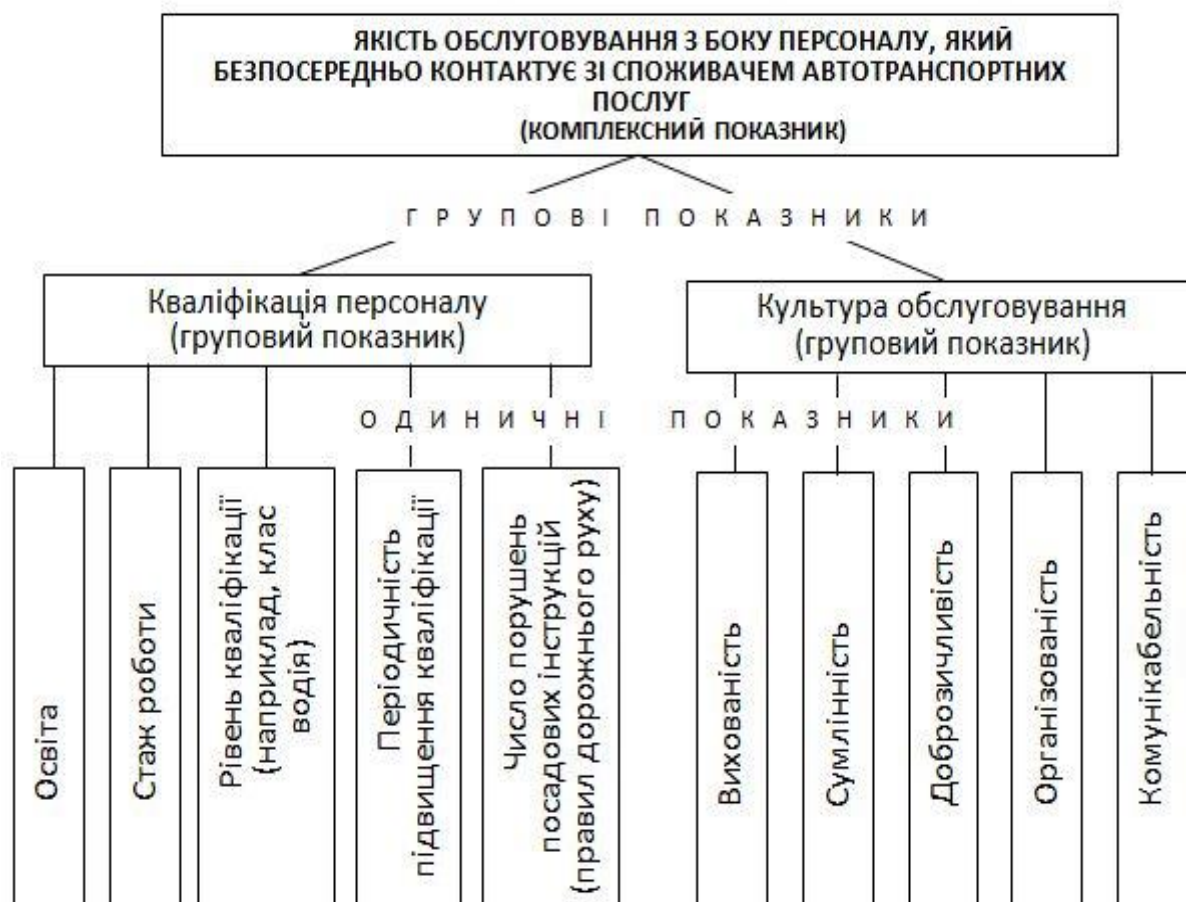 ЯКІСТЬ ОБСЛУГОВУВАННЯ З БОКУ ПЕРСОНАЛУ, ЯКИЙ
БЕЗПОСЕРЕДНЬО КОНТАКТУЄ ЗІ СПОЖИВАЧЕМ АВТОТРАНСПОРТНИХ
ПОСЛУГ
(КОМПЛЕКСНИЙ ПОКАЗНИК)
ГРУПОВІ ПОКАЗНИКИ
Кваліфікація персоналу
(груповий показник)
Культура обслуговування
(груповий показник)
ОДИНИЧНІ ПОКАЗНИКИ
Освіта
Стаж роботи
Рівень кваліфікації
(наприклад, клас
водія)
Періодичність
підвищення кваліфікації
Число порушень
посадових інструкцій
(правил дорожнього руху)
Вихованість
Сумлінність
Доброзичливість
Організованість
Комунікабельність